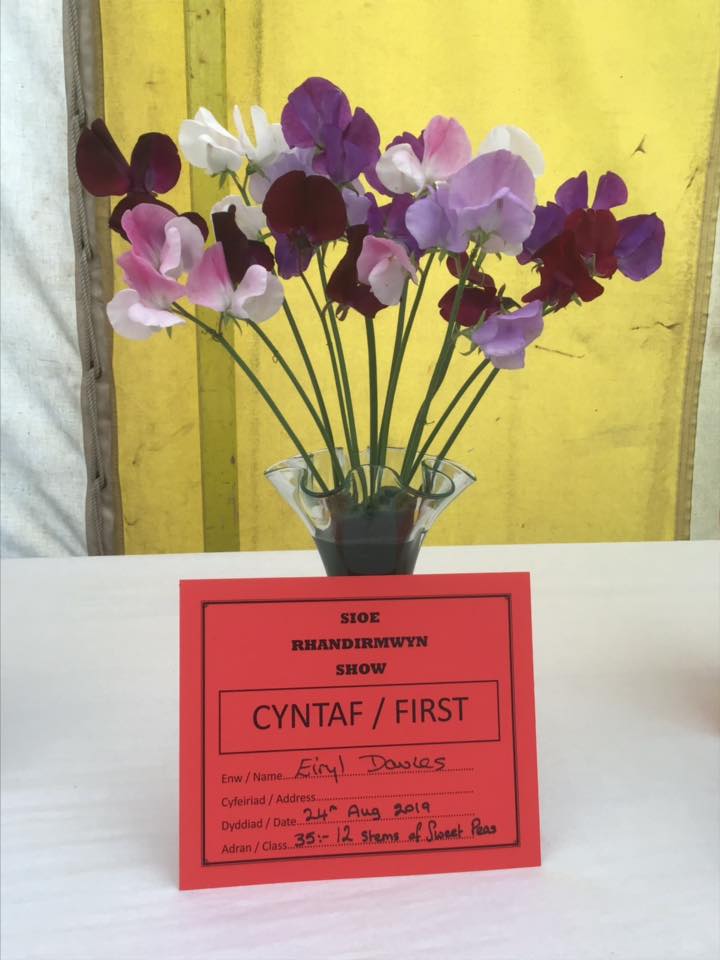 SIOE
RHANDIRMWYN
SHOW
CYNTAF / FIRST
Enw / Name Eiryl Davies
Cyfeiriad / Address
Dyddiad / Date 24th Aug 2019
Adran / Class 35:- 12 stems of Sweet Peas